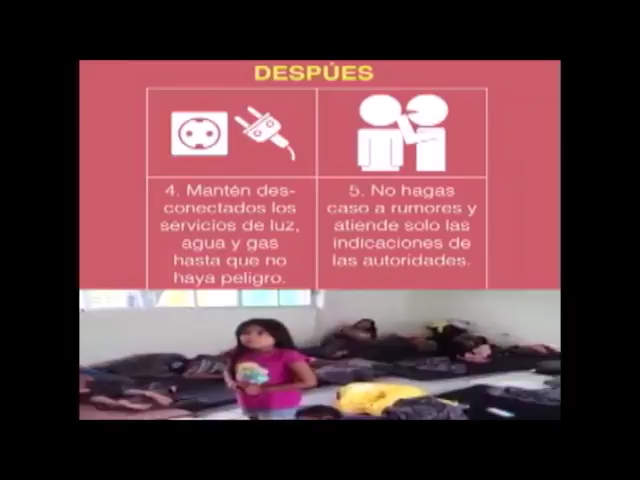 DESPÚES
4. Mantén des-
conectados los
servicios de luz,
agua y gas
hasta que no
haya peligro.
5. No hagas
caso a rumores y
atiende solo las
indicaciones de
las autoridades.